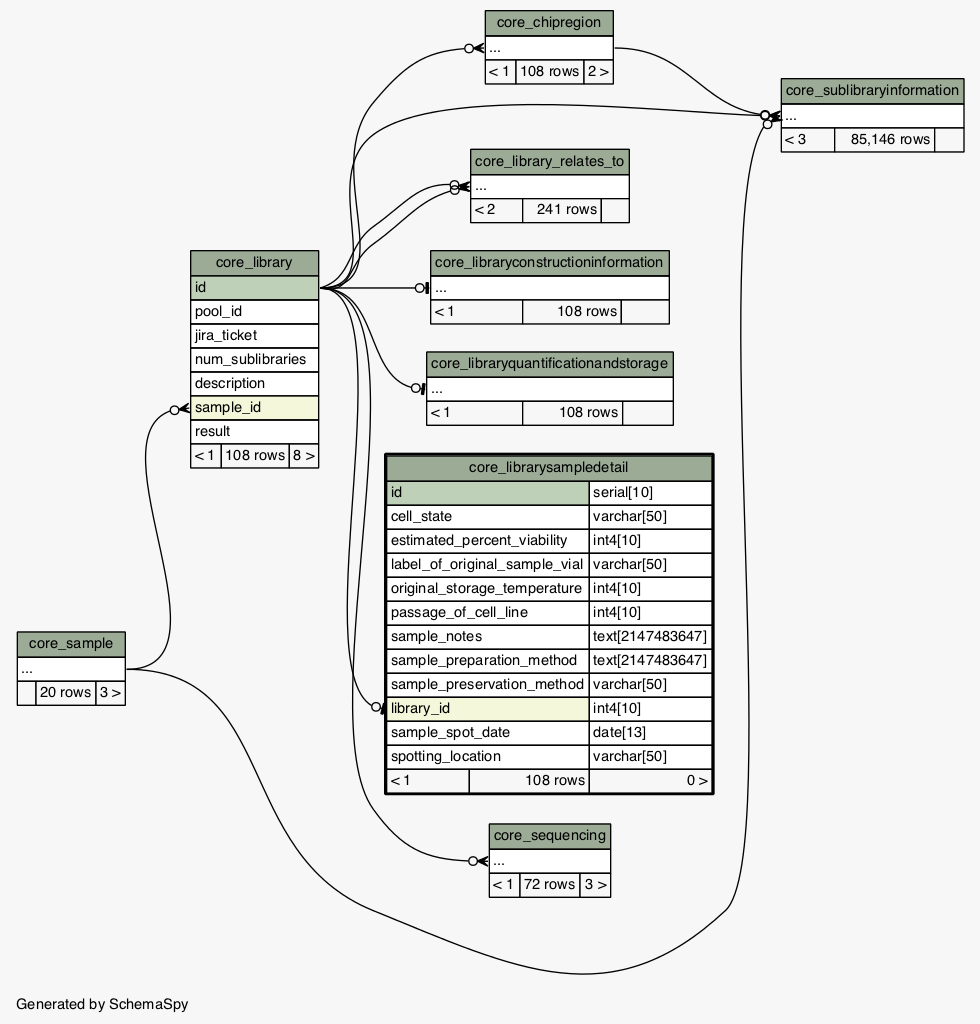 core_chipregion
...
< 1 108 rows 2 >
core_sublibraryinformation
...
< 3 85,146 rows
core_library_relates_to
...
< 2 241 rows
core_library
id
pool_id
jira_ticket
num_sublibraries
description
sample_id
result
< 1 108 rows 8 >
core_libraryconstructioninformation
...
< 1 108 rows
core_libraryquantificationandstorage
...
< 1 108 rows
core_librarysampledetail
id serial[10]
cell_state varchar[50]
estimated_percent_viability int4[10]
label_of_original_sample_vial varchar[50]
original_storage_temperature int4[10]
passage_of_cell_line int4[10]
sample_notes text[2147483647]
sample_preparation_method text[2147483647]
sample_preservation_method varchar[50]
library_id int4[10]
sample_spot_date date[13]
spotting_location varchar[50]
< 1 108 rows 0 >
core_sample
...
20 rows 3 >
core_sequencing
...
< 1 72 rows 3 >
Generated by SchemaSpy